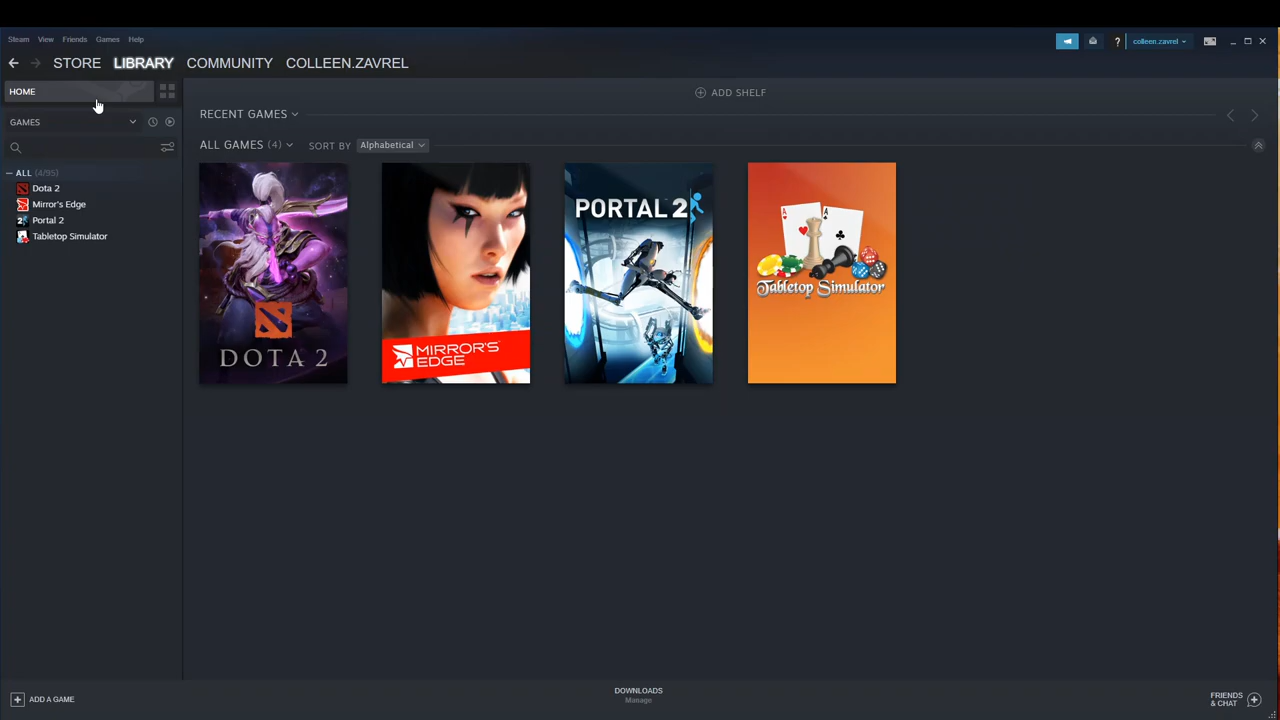 Steam View Friends Games Help
? colleen.zavrel
STORE LIBRARY COMMUNITY COLLEEN.ZAVREL
HOME
ADD SHELF
GAMES
RECENT GAMES
ALL GAMES (4) SORT BY Alphabetical
ALL (4/95)
Dota 2
Mirror's Edge
Portal 2
Tabletop Simulator
DOTA 2
MIRROR'S
EDGE
PORTAL 2
A A
Tabletop Simulator
ADD A GAME
DOWNLOADS
Manage
FRIENDS
& CHAT